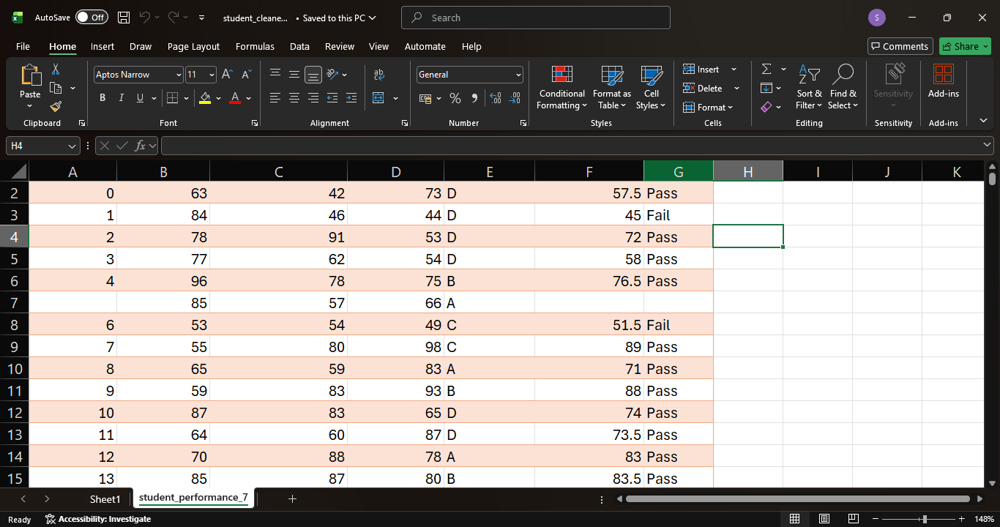 AutoSave Off student_cleane... • Saved to this PC Search S
File Home Insert Draw Page Layout Formulas Data Review View Automate Help Comments Share
Paste
Clipboard
Aptos Narrow 11 A A
B I U A
Font
ab
Alignment
General
% 9
Number
Conditional Formatting
Format as Table
Cell Styles
Styles
Insert
Delete
Format
Cells
Sort & Filter
Find & Select
Editing
Sensitivity
Sensitivity
Add-ins
Add-ins
H4 fx
A B C D E F G H I J K
2 0 63 42 73 D 57.5 Pass
3 1 84 46 44 D 45 Fail
4 2 78 91 53 D 72 Pass
5 3 77 62 54 D 58 Pass
6 4 96 78 75 B 76.5 Pass
7 85 57 66 A
8 6 53 54 49 C 51.5 Fail
9 7 55 80 98 C 89 Pass
10 8 65 59 83 A 71 Pass
11 9 59 83 93 B 88 Pass
12 10 87 83 65 D 74 Pass
13 11 64 60 87 D 73.5 Pass
14 12 70 88 78 A 83 Pass
15 13 85 87 80 B 83.5 Pass
Sheet1 student_performance_7 +
Ready Accessibility: Investigate − + 148%